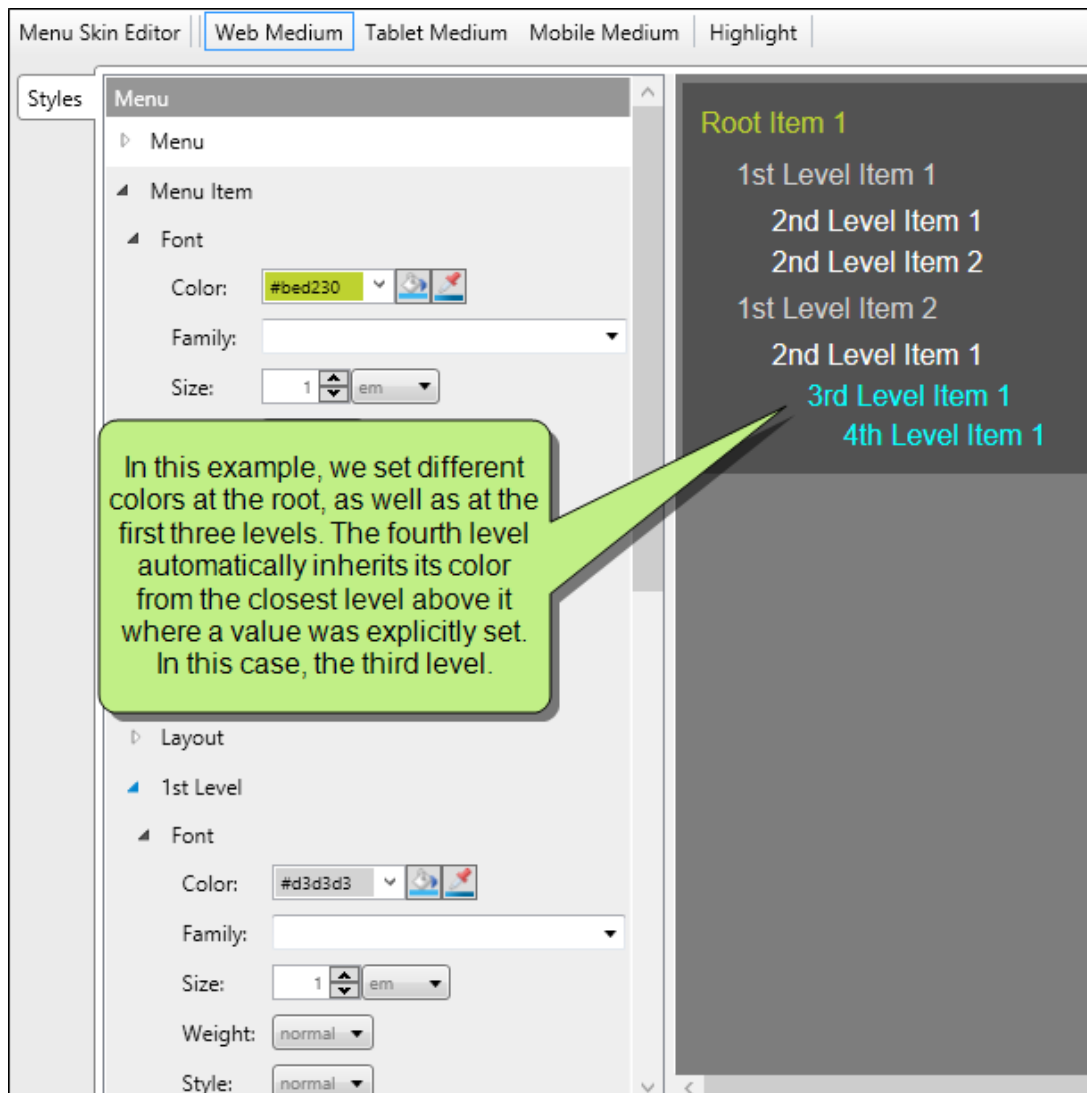 Menu Skin Editor Web Medium Tablet Medium Mobile Medium Highlight
Styles
Menu
Menu
Menu Item
Font
Color: #bed230
Family:
Size: 1 em
In this example, we set different
colors at the root, as well as at the
first three levels. The fourth level
automatically inherits its color
from the closest level above it
where a value was explicitly set.
In this case, the third level.
Layout
1st Level
Font
Color: #d3d3d3
Family:
Size: 1 em
Weight: normal
Style: normal
Root Item 1
1st Level Item 1
2nd Level Item 1
2nd Level Item 2
1st Level Item 2
2nd Level Item 1
3rd Level Item 1
4th Level Item 1